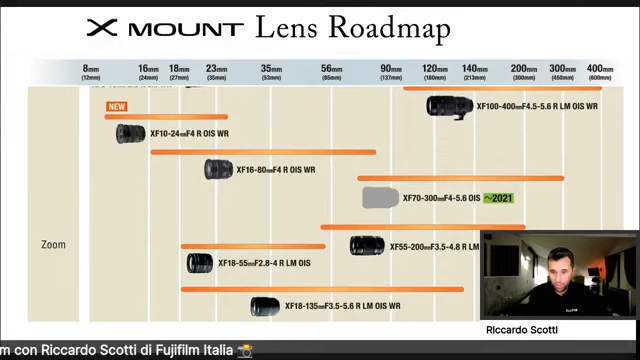 X MOUNT Lens Roadmap
8mm 16mm 18mm 23mm 35mm 56mm 90mm 120mm 140mm 200mm 300mm 400mm
(12mm) (24mm) (27mm) (35mm) (53mm) (85mm) (137mm) (180mm) (213mm) (300mm) (450mm) (600mm)
NEW
XF100-400mmF4.5-5.6 R LM OIS WR
XF10-24mmF4 R OIS WR
XF16-80mmF4 R OIS WR
XF70-300mmF4-5.6 OIS ～2021
Zoom
XF55-200mmF3.5-4.8 R LM
XF18-55mmF2.8-4 R LM OIS
XF18-135mmF3.5-5.6 R LM OIS WR
Riccardo Scotti
m con Riccardo Scotti di Fujifilm Italia 📸